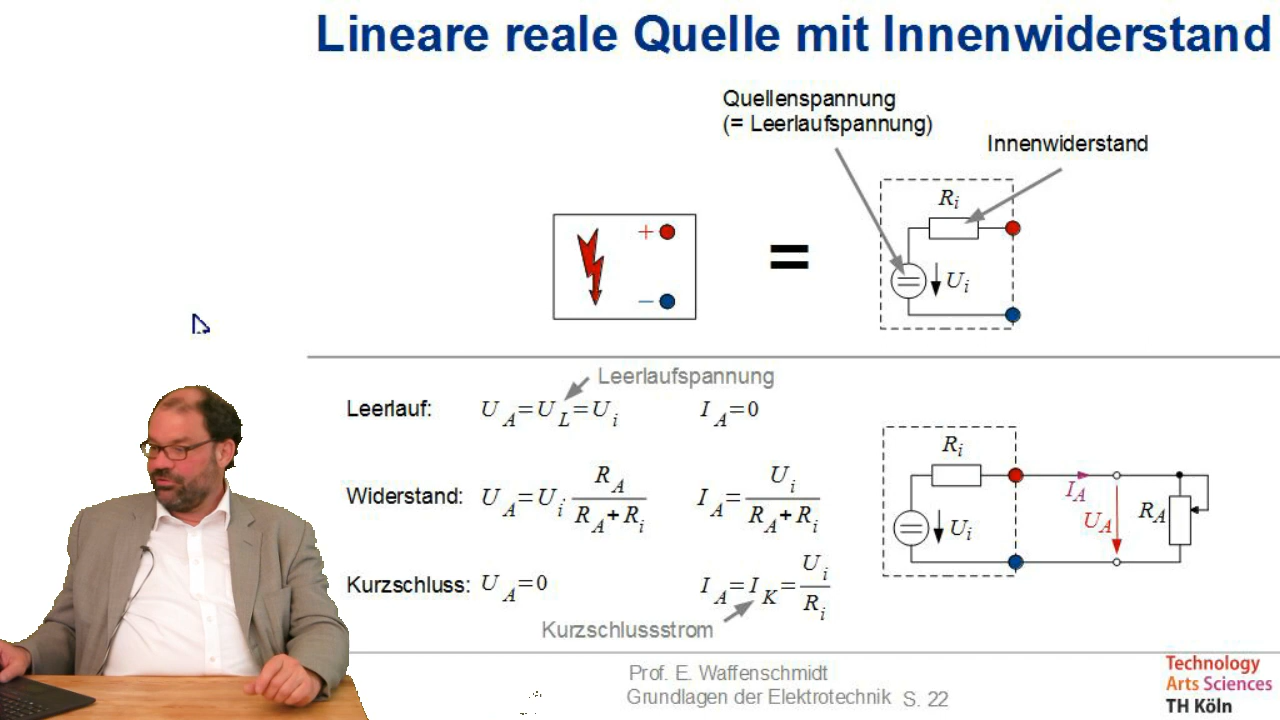 Lineare reale Quelle mit Innenwiderstand
Quellenspannung
(= Leerlaufspannung)
Innenwiderstand
R_i
+
=
U_i
−
Leerlaufspannung
Leerlauf: U_A=U_L=U_i I_A=0
R_i
Widerstand: U_A=U_i R_A/(R_A+R_i) I_A=U_i/(R_A+R_i)
U_i
I_A
U_A
R_A
Kurzschluss: U_A=0 I_A=I_K=U_i/R_i
Kurzschlussstrom
Prof. E. Waffenschmidt
Grundlagen der Elektrotechnik S. 22
Technology
Arts Sciences
TH Köln